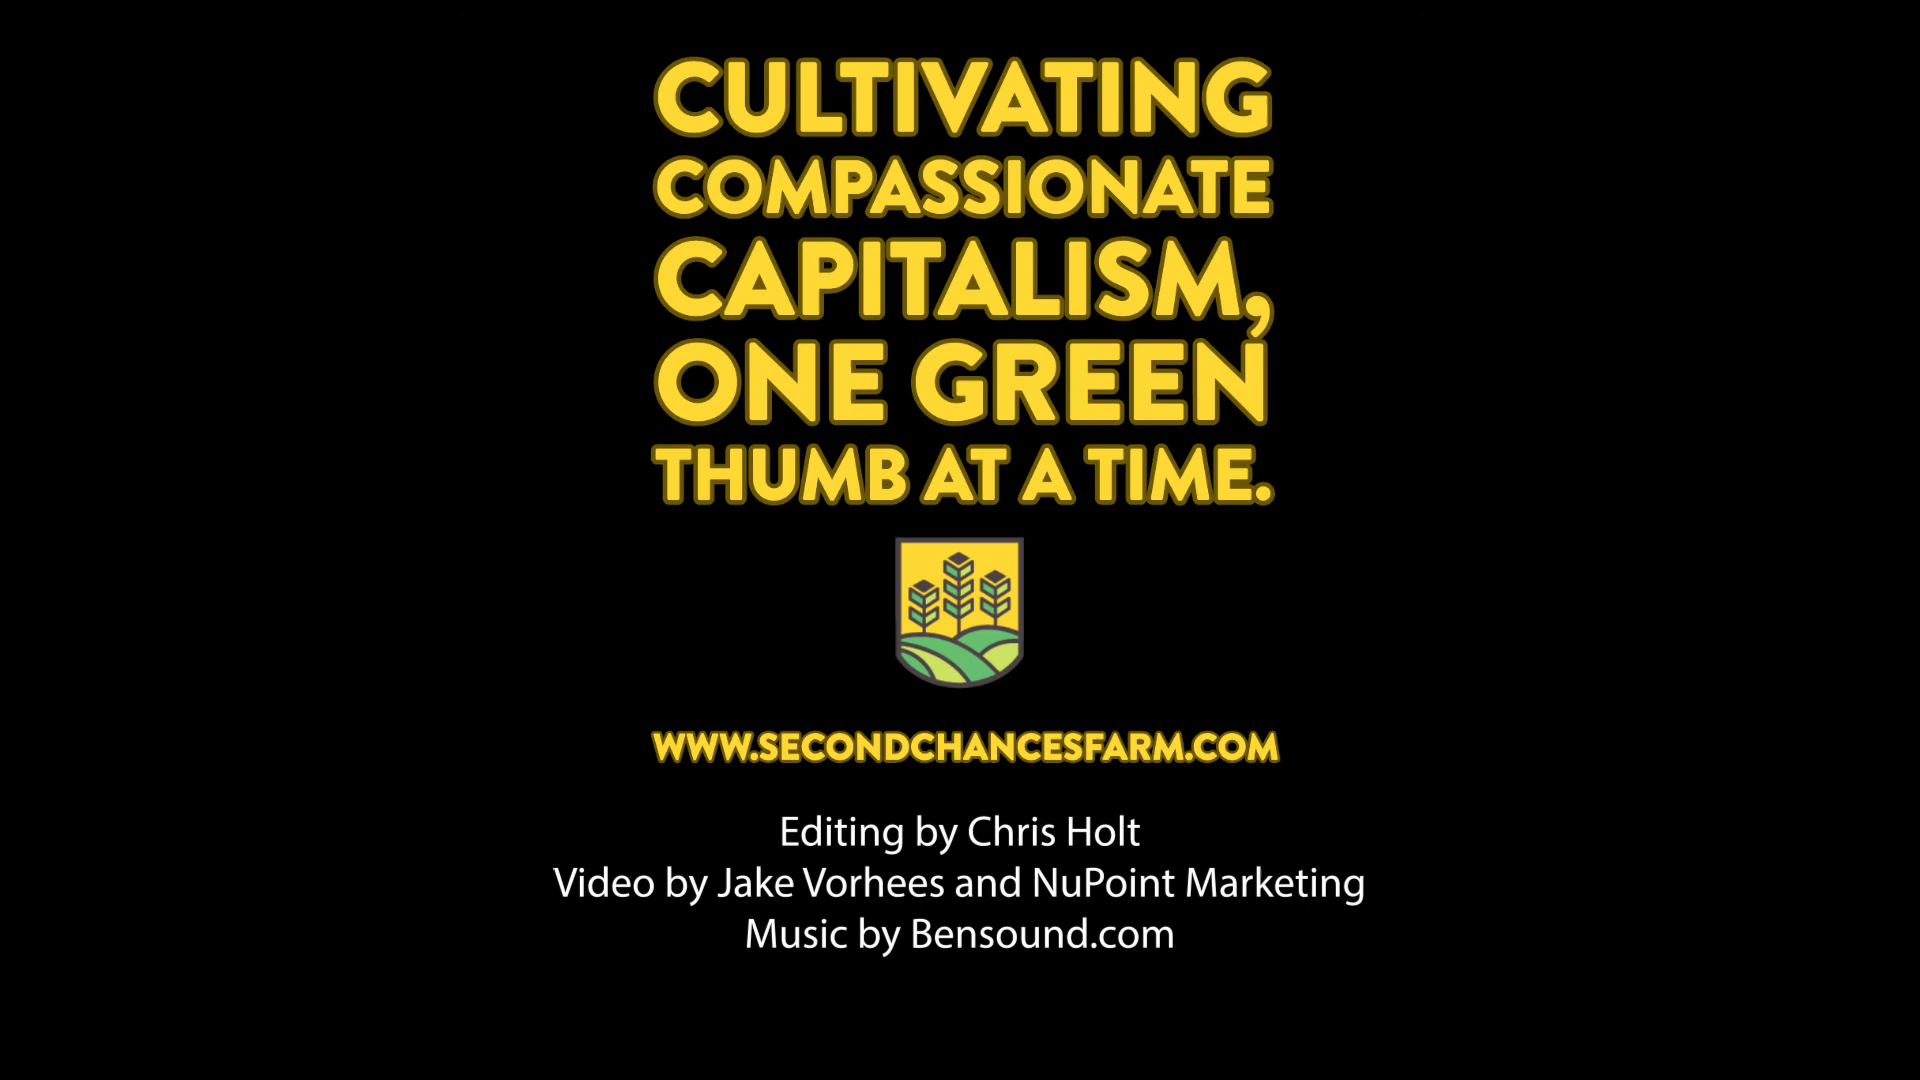 CULTIVATING
COMPASSIONATE
CAPITALISM,
ONE GREEN
THUMB AT A TIME.
WWW.SECONDCHANCESFARM.COM
Editing by Chris Holt
Video by Jake Vorhees and NuPoint Marketing
Music by Bensound.com